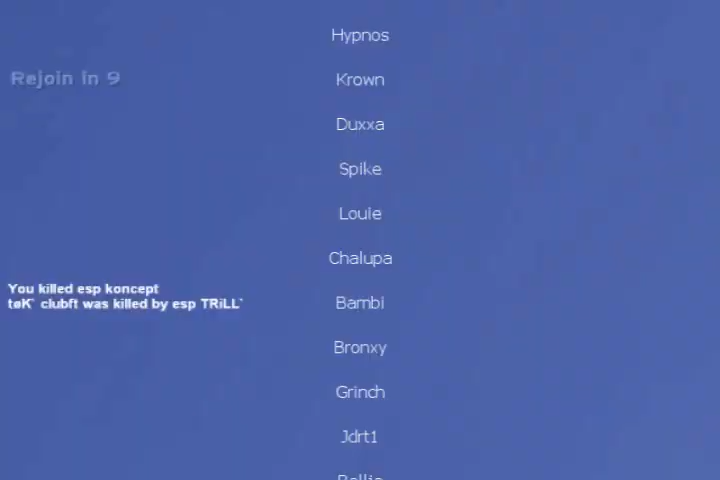 Hypnos
Rejoin in 9
Krown
Duxxa
Spike
Louie
Chalupa
You killed esp koncept
tøK` clubft was killed by esp TRiLL`
Bambi
Bronxy
Grinch
Jdrt1